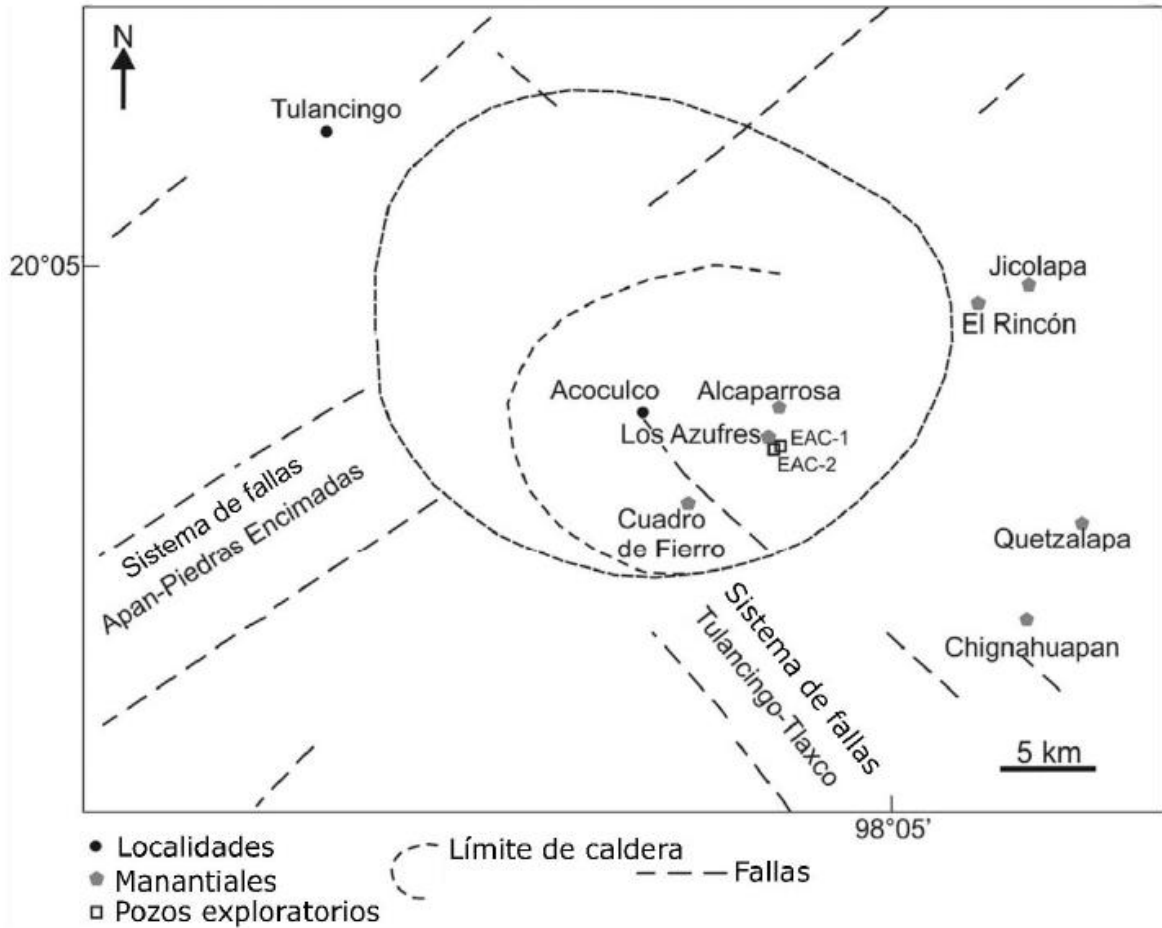 N
Tulancingo
20°05
Jicolapa
El Rincón
Acoculco
Alcaparrosa
Los Azufres
EAC-1
EAC-2
Cuadro
de Fierro
Sistema de fallas
Apan-Piedras Encimadas
Quetzalapa
Sistema de fallas
Tulancingo-Tlaxco
Chignahuapan
5 km
98°05'
Localidades
Manantiales
Pozos exploratorios
Límite de caldera
Fallas